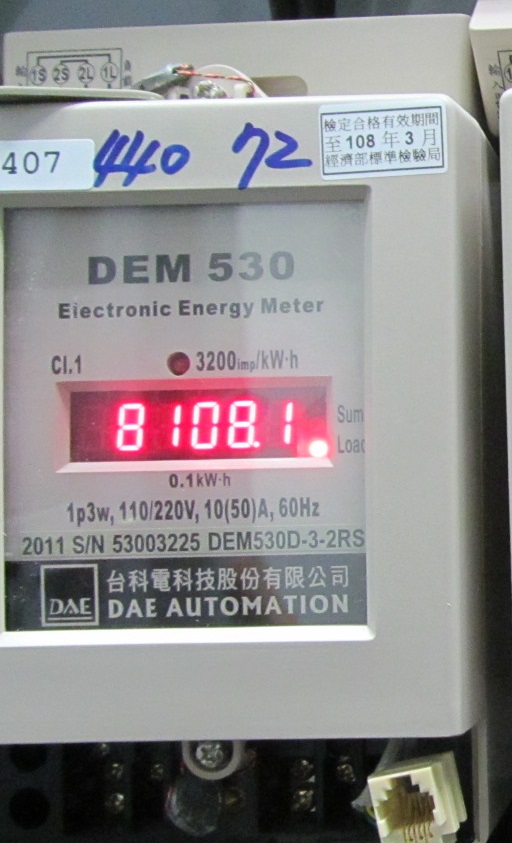 1S 2S 2L 1L
407
440 72
檢定合格有效期間
至 108 年 3 月
經濟部標準檢驗局
DEM 530
Electronic Energy Meter
Cl.1
3200imp/kW·h
8108.1
Sum
Load
0.1kW·h
1p3w, 110/220V, 10(50)A, 60Hz
2011 S/N 53003225 DEM530D-3-2RS
DAE
台科電科技股份有限公司
DAE AUTOMATION